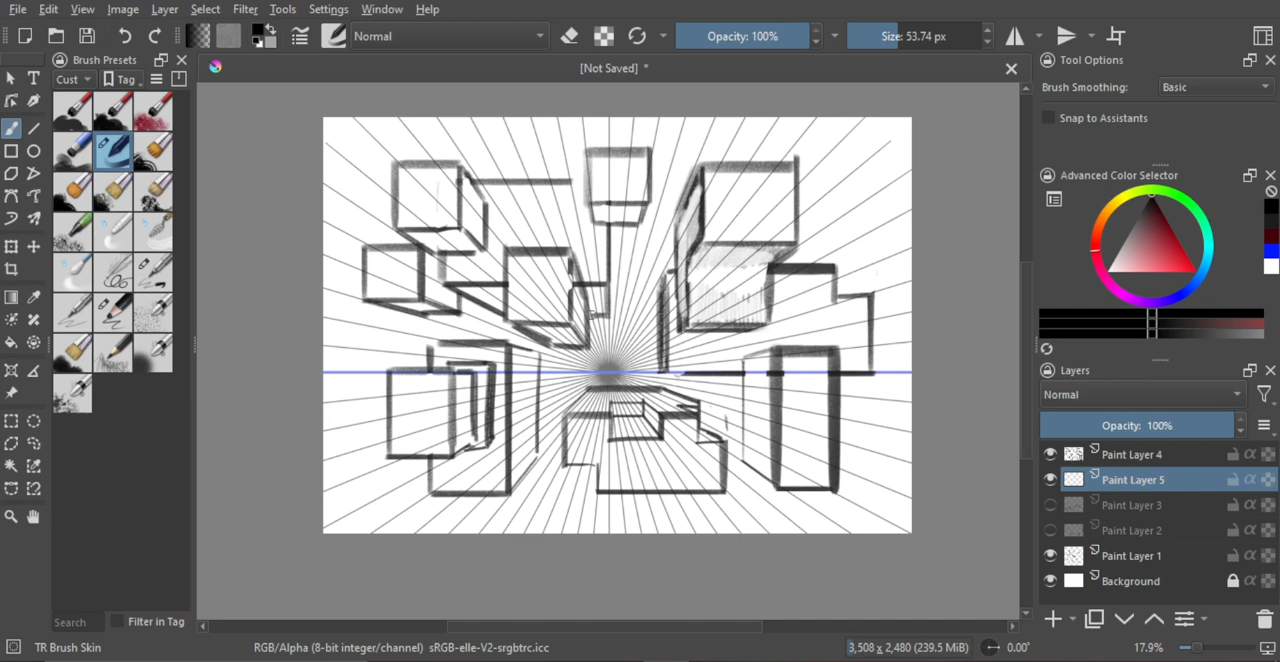 File Edit View Image Layer Select Filter Tools Settings Window Help
Normal Opacity: 100% Size: 53.74 px
Brush Presets
Cust Tag
[Not Saved] *
Tool Options
Brush Smoothing: Basic
Snap to Assistants
Advanced Color Selector
Layers
Normal
Opacity: 100%
Paint Layer 4
Paint Layer 5
Paint Layer 3
Paint Layer 2
Paint Layer 1
Background
Search Filter in Tag
TR Brush Skin RGB/Alpha (8-bit integer/channel) sRGB-elle-V2-srgbtrc.icc 3,508 x 2,480 (239.5 MiB) 0.00° 17.9%